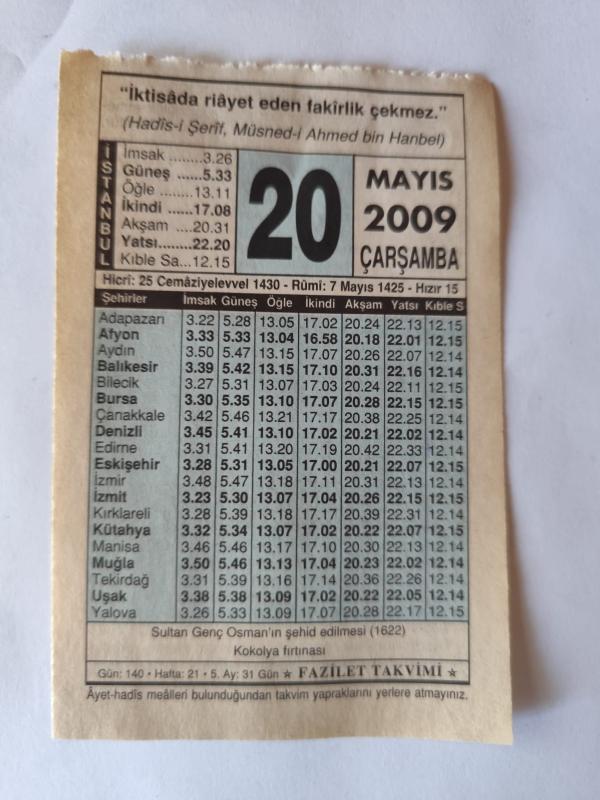 "İktisâda riâyet eden fakîrlik çekmez."
(Hadîs-i Şerîf, Müsned-i Ahmed bin Hanbel)
İSTANBUL
İmsak ........3.26
Güneş ......5.33
Öğle ........13.11
İkindi ......17.08
Akşam ....20.31
Yatsı........22.20
Kıble Sa...12.15
20
MAYIS
2009
ÇARŞAMBA
Hicrî: 25 Cemâziyelevvel 1430 - Rûmî: 7 Mayıs 1425 - Hızır 15
Şehirler İmsak Güneş Öğle İkindi Akşam Yatsı Kıble S
Adapazarı 3.22 5.28 13.05 17.02 20.24 22.13 12.15
Afyon 3.33 5.33 13.04 16.58 20.18 22.01 12.15
Aydın 3.50 5.47 13.15 17.07 20.26 22.07 12.14
Balıkesir 3.39 5.42 13.15 17.10 20.31 22.16 12.14
Bilecik 3.27 5.31 13.07 17.03 20.24 22.11 12.15
Bursa 3.30 5.35 13.10 17.07 20.28 22.15 12.15
Çanakkale 3.42 5.46 13.21 17.17 20.38 22.25 12.14
Denizli 3.45 5.41 13.10 17.02 20.21 22.02 12.14
Edirne 3.31 5.41 13.20 17.19 20.42 22.33 12.14
Eskişehir 3.28 5.31 13.05 17.00 20.21 22.07 12.15
İzmir 3.48 5.47 13.18 17.11 20.31 22.13 12.14
İzmit 3.23 5.30 13.07 17.04 20.26 22.15 12.15
Kırklareli 3.28 5.39 13.18 17.17 20.39 22.31 12.14
Kütahya 3.32 5.34 13.07 17.02 20.22 22.07 12.15
Manisa 3.46 5.46 13.17 17.10 20.30 22.13 12.14
Muğla 3.50 5.46 13.13 17.04 20.23 22.02 12.14
Tekirdağ 3.31 5.39 13.16 17.14 20.36 22.26 12.14
Uşak 3.38 5.38 13.09 17.02 20.22 22.05 12.14
Yalova 3.26 5.33 13.09 17.07 20.28 22.17 12.15
Sultan Genç Osman'ın şehid edilmesi (1622)
Kokolya fırtınası
Gün: 140 • Hafta: 21 • 5. Ay: 31 Gün ★ FAZİLET TAKVİMİ ★
Âyet-hadîs meâlleri bulunduğundan takvim yapraklarını yerlere atmayınız.